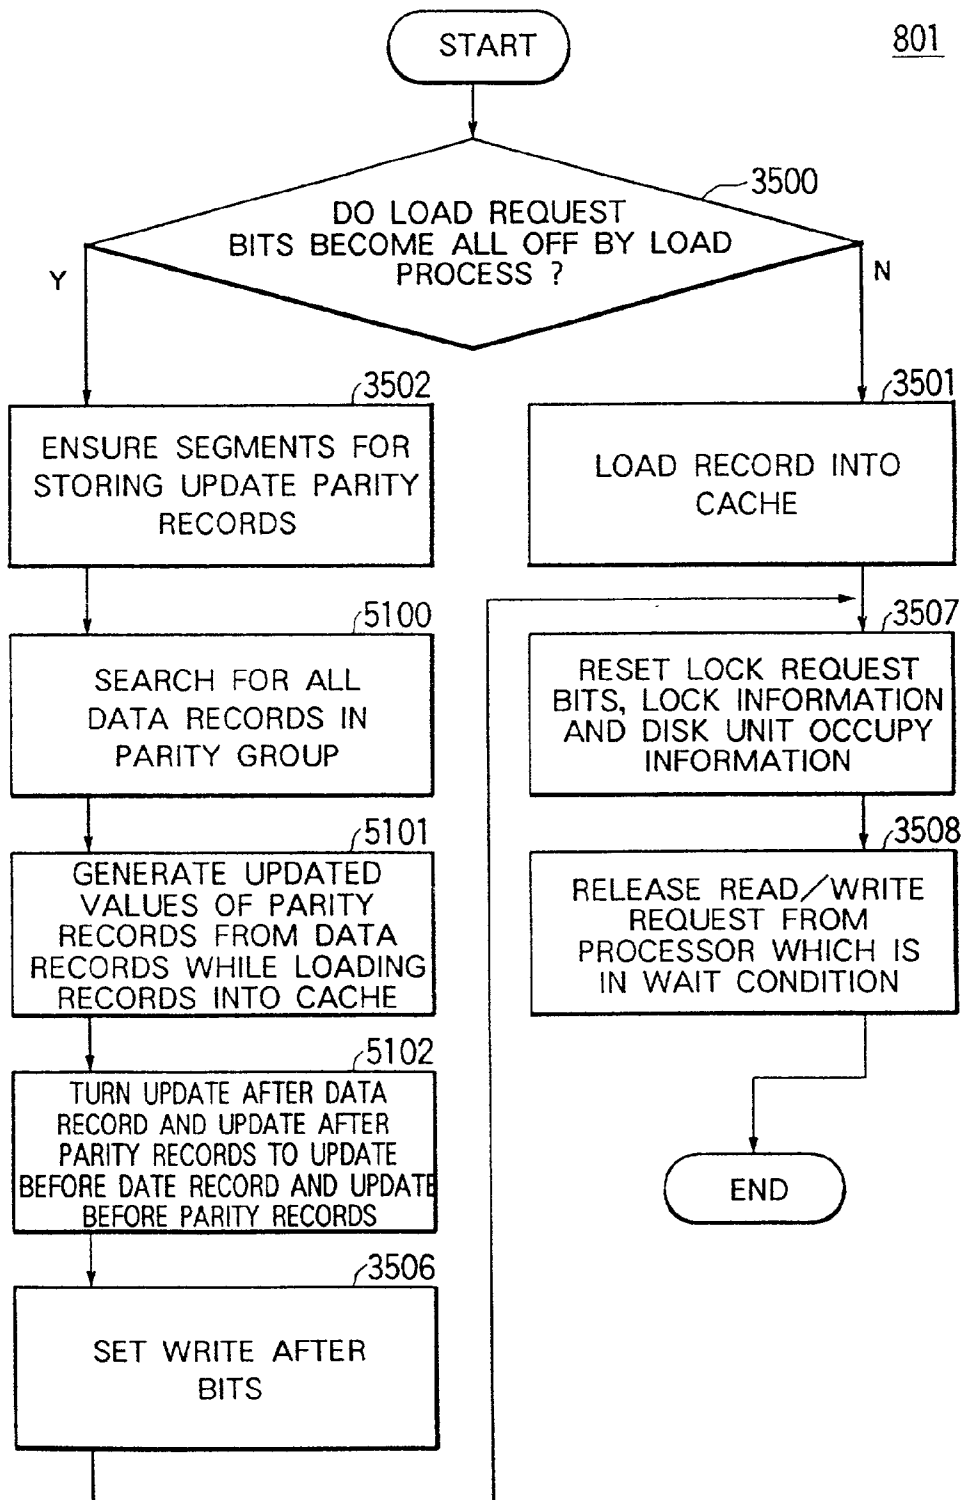 START
801
3500
DO LOAD REQUEST
BITS BECOME ALL OFF BY LOAD
PROCESS ?
Y
N
3502
ENSURE SEGMENTS FOR
STORING UPDATE PARITY
RECORDS
3501
LOAD RECORD INTO
CACHE
5100
SEARCH FOR ALL
DATA RECORDS IN
PARITY GROUP
3507
RESET LOCK REQUEST
BITS, LOCK INFORMATION
AND DISK UNIT OCCUPY
INFORMATION
5101
GENERATE UPDATED
VALUES OF PARITY
RECORDS FROM DATA
RECORDS WHILE LOADING
RECORDS INTO CACHE
3508
RELEASE READ/WRITE
REQUEST FROM
PROCESSOR WHICH IS
IN WAIT CONDITION
5102
TURN UPDATE AFTER DATA
RECORD AND UPDATE AFTER
PARITY RECORDS TO UPDATE
BEFORE DATE RECORD AND UPDATE
BEFORE PARITY RECORDS
END
3506
SET WRITE AFTER
BITS